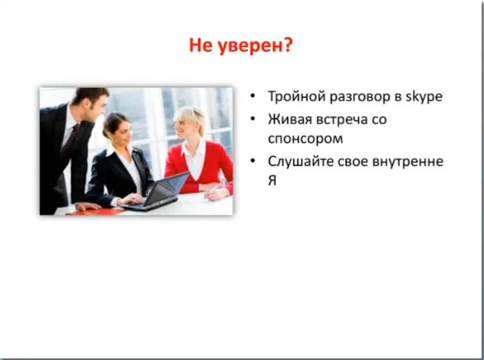 Не уверен?
• Тройной разговор в skype
• Живая встреча со
спонсором
• Слушайте свое внутренне
Я